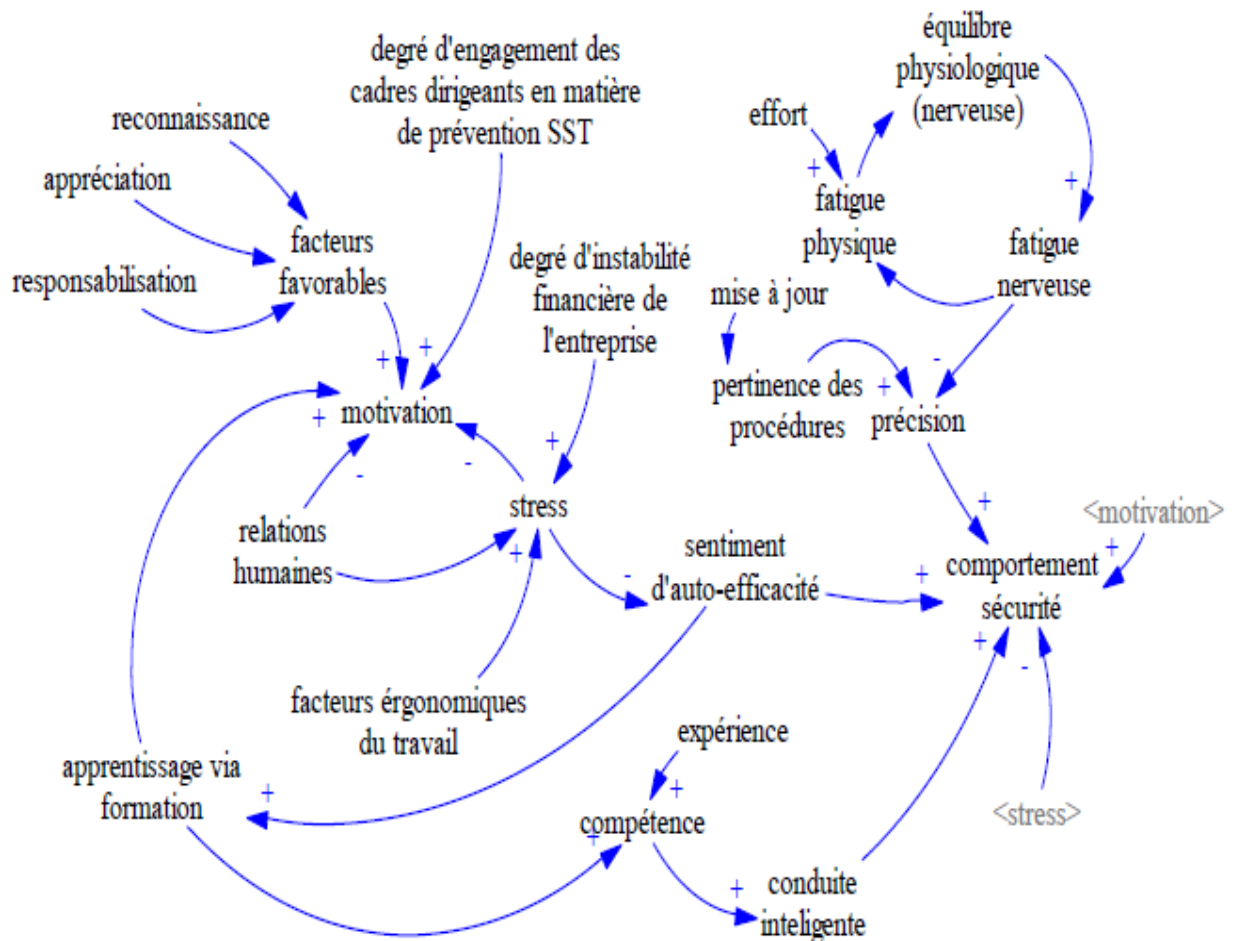 degré d'engagement des
cadres dirigeants en matière
de prévention SST
équilibre
physiologique
(nerveuse)
reconnaissance
effort
appréciation
+
+
fatigue
physique
facteurs
favorables
fatigue
nerveuse
responsabilisation
degré d'instabilité
financière de
l'entreprise
mise à jour
+
+
-
pertinence des
procédures
+
précision
+
motivation
+
-
-
stress
+
relations
humaines
+
<motivation>
+
sentiment
d'auto-efficacité
-
+
comportement
sécurité
+
-
facteurs érgonomiques
du travail
expérience
apprentissage via
formation
+
+
<stress>
compétence
+
+
conduite
inteligente